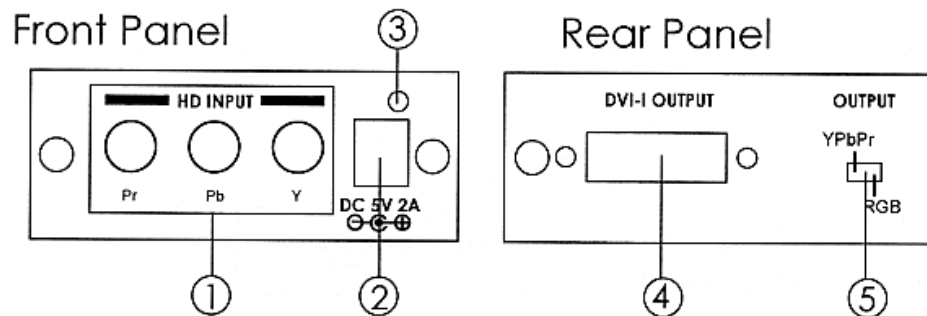 Front Panel
③
Rear Panel
HD INPUT
Pr Pb Y
DC 5V 2A
DVI-I OUTPUT
OUTPUT
YPbPr
RGB
① ② ④ ⑤